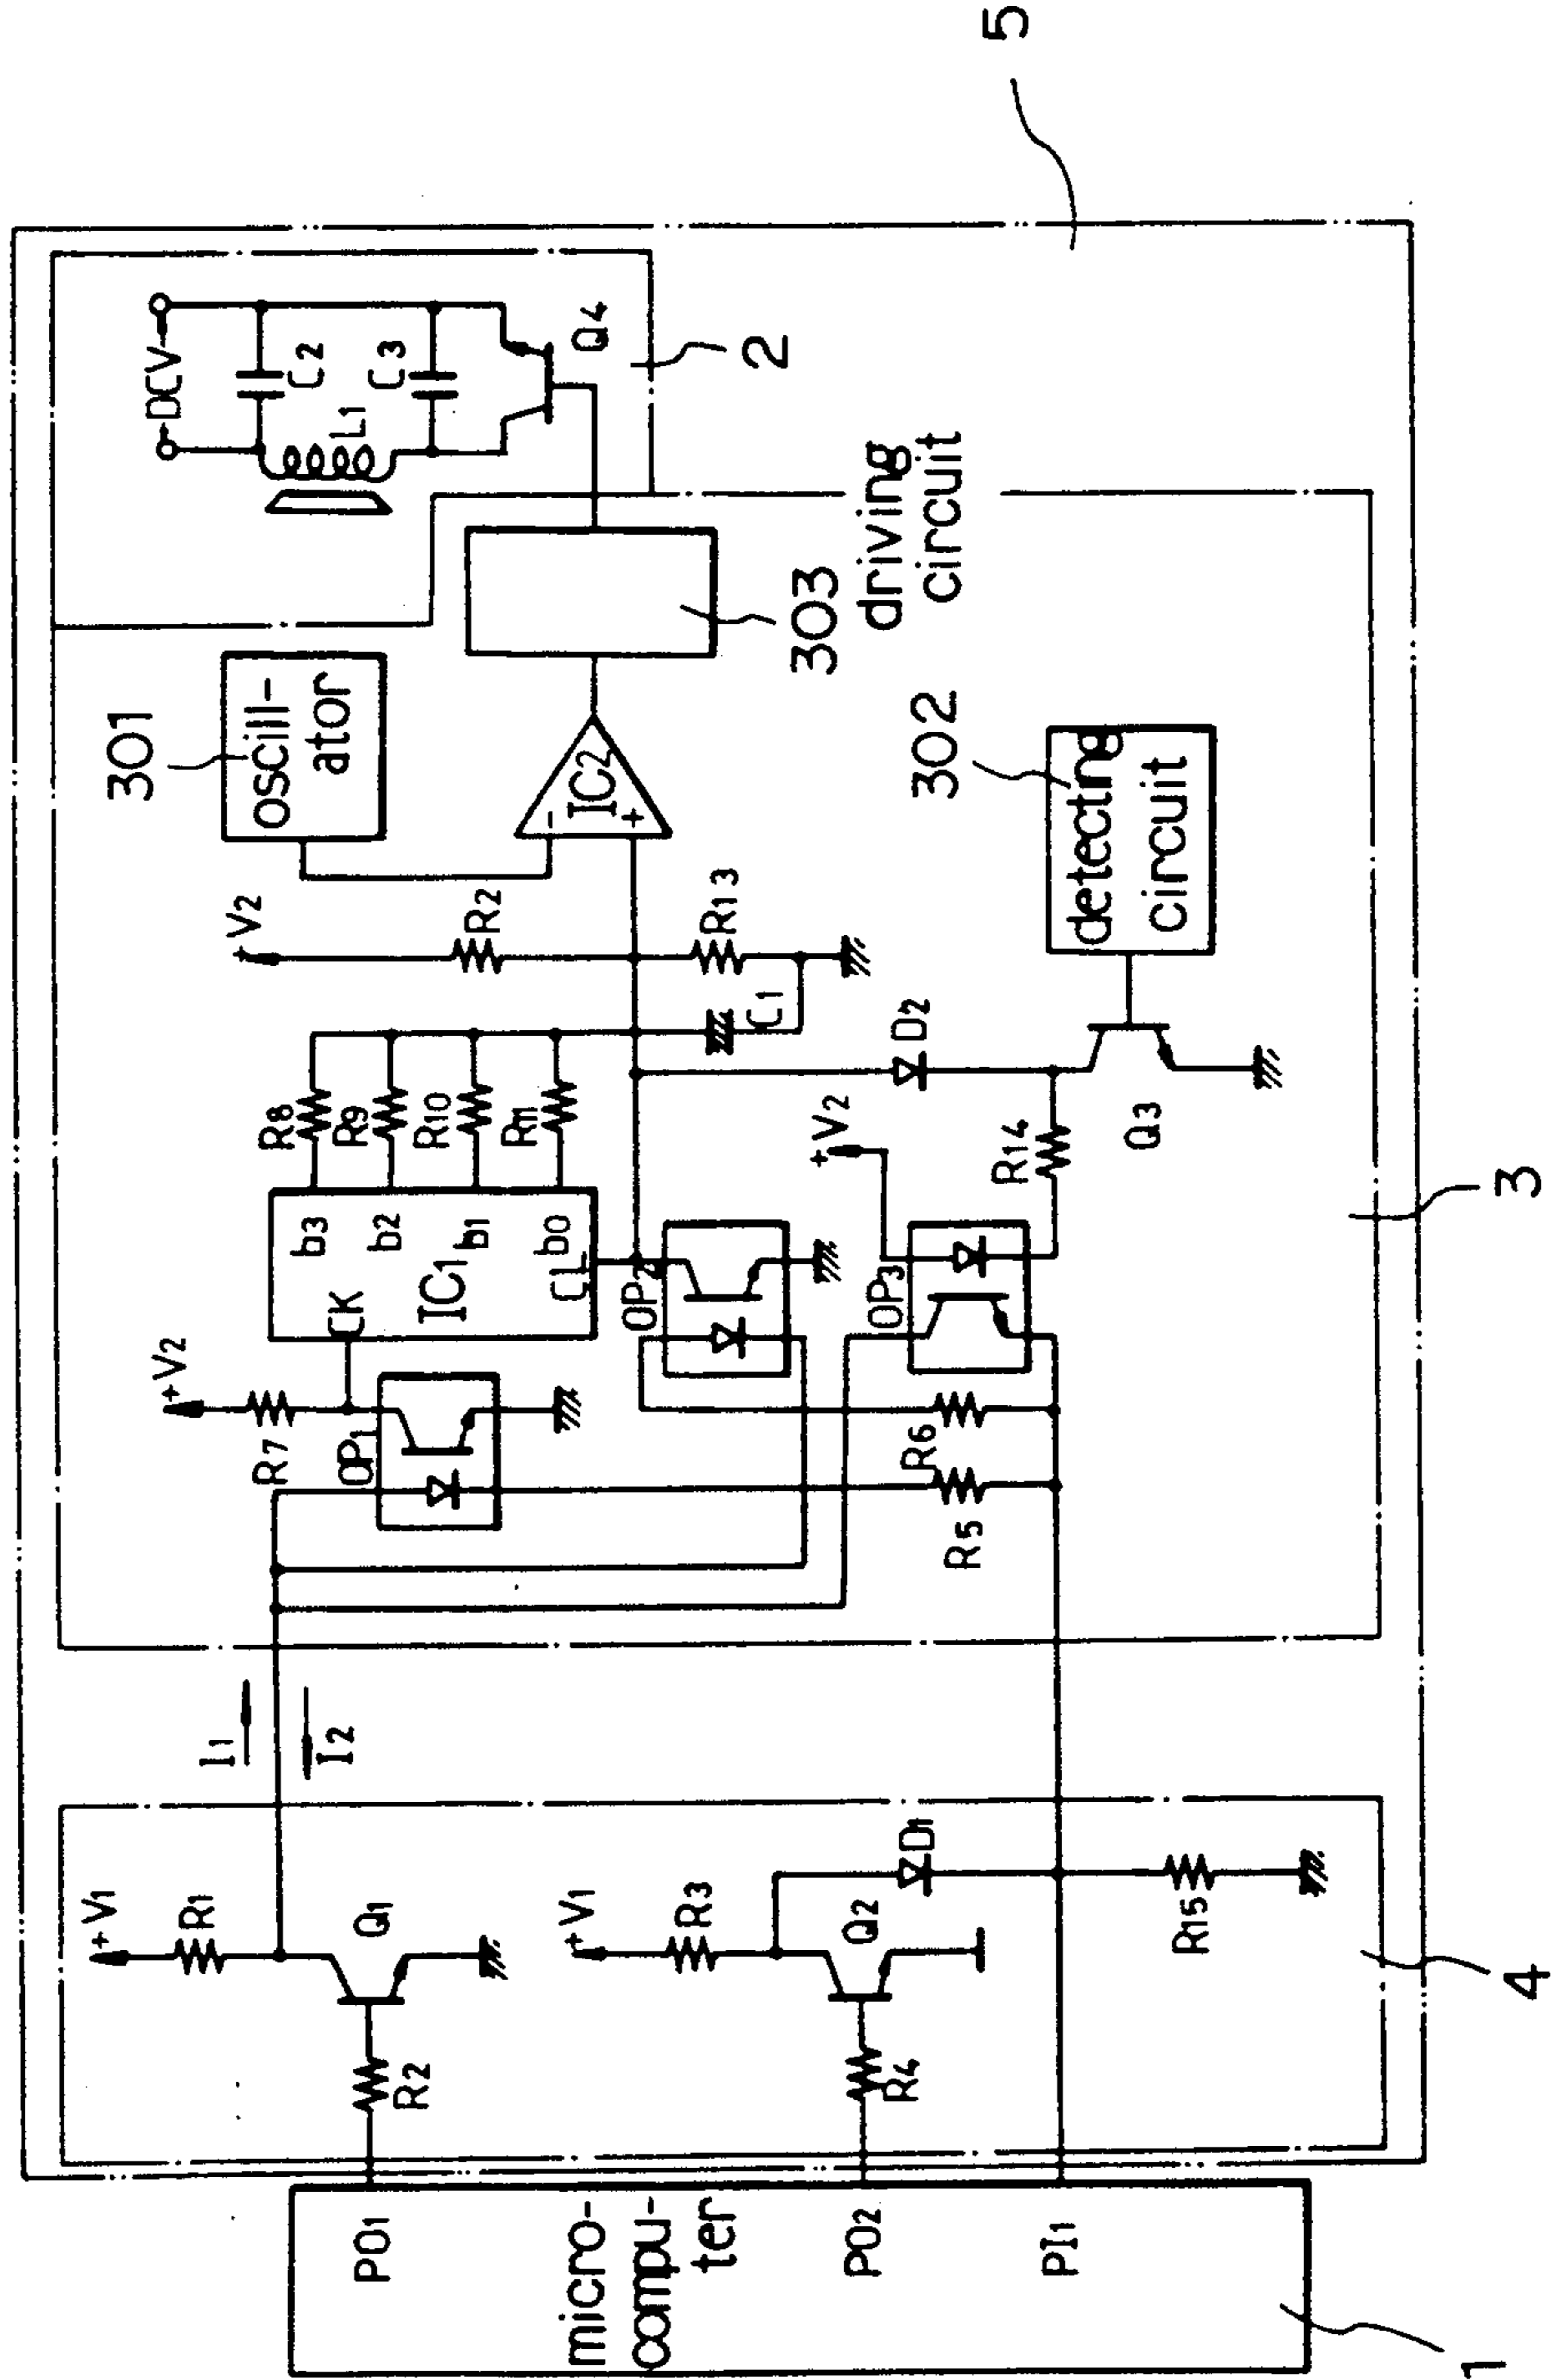 micro-
compu-
ter
PO1
PO2
PI1
1
R2
Q1
R1
+V1
R4
Q2
R3
+V1
D1
R15
4
I1
I2
+V2
R7
OP1
CK
IC1
CL
b3
b2
b1
b0
R8
R9
R10
R11
OP2
OP3
R5
R6
+V2
R14
D2
Q3
C1
+V2
R2
R13
301
oscill-
ator
IC2
-
+
302
detecting
circuit
303
driving
circuit
3
DCV
C2
L1
C3
Q4
2
5